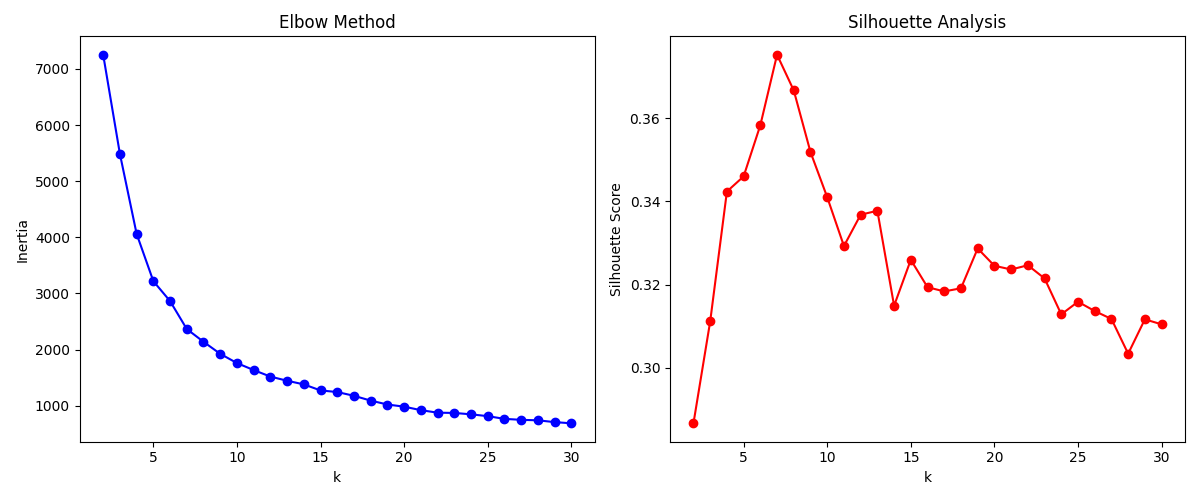 Elbow Method
Inertia
7000
6000
5000
4000
3000
2000
1000
5 10 15 20 25 30
k
Silhouette Analysis
Silhouette Score
0.36
0.34
0.32
0.30
5 10 15 20 25 30
k